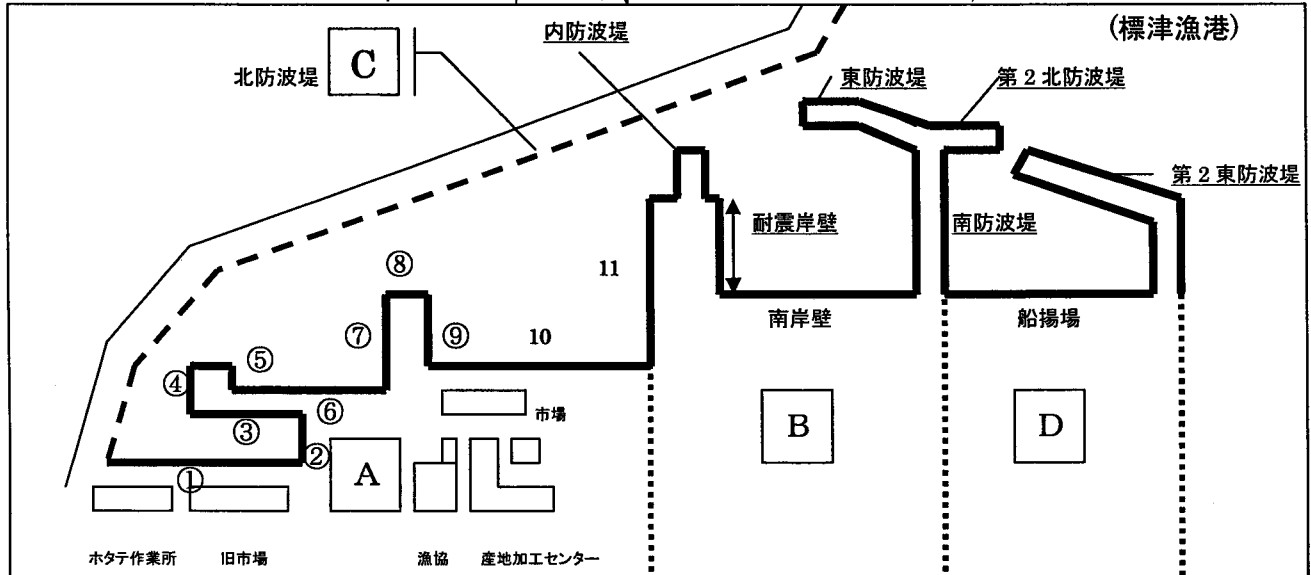 (標津漁港)
内防波堤
北防波堤
C
東防波堤
第2北防波堤
第2東防波堤
耐震岸壁
南防波堤
11
⑧
南岸壁
船揚場
⑦
⑨
10
⑤
④
⑥
市場
③
②
A
B
D
①
ホタテ作業所
旧市場
漁協
産地加工センター